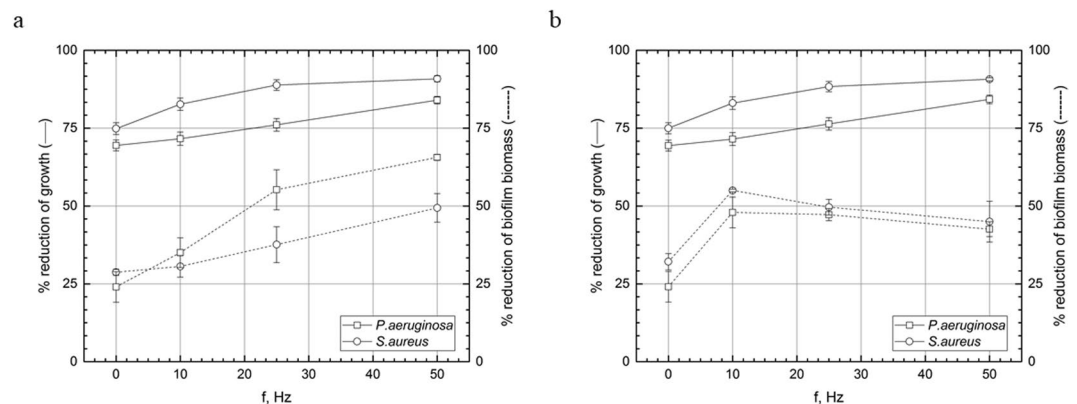 a
100
75
50
25
0
% reduction of growth (——)
0 10 20 30 40 50
f, Hz
100
75
50
25
0
% reduction of biofilm biomass (------)
P.aeruginosa
S.aureus
b
100
75
50
25
0
% reduction of growth (——)
0 10 20 30 40 50
f, Hz
100
75
50
25
0
% reduction of biofilm biomass (------)
P.aeruginosa
S.aureus